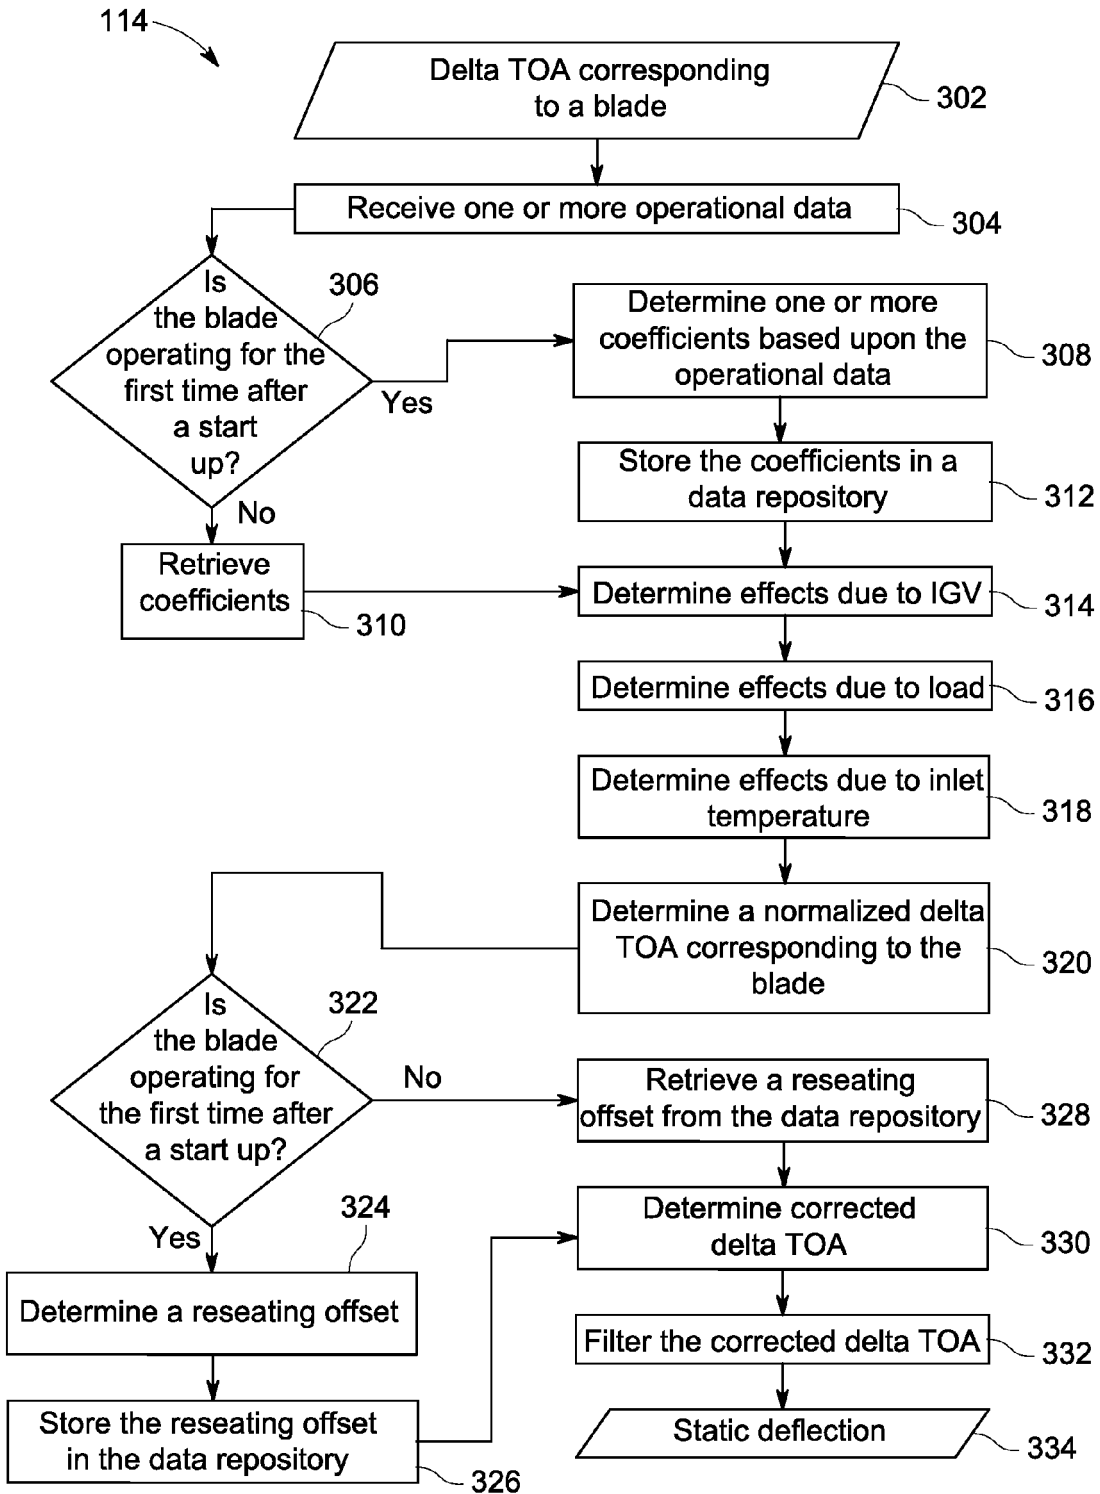 114
Delta TOA corresponding
to a blade
302
Receive one or more operational data
304
Is
the blade
operating for the
first time after
a start
up?
306
Yes
No
Determine one or more
coefficients based upon the
operational data
308
Store the coefficients in a
data repository
312
Retrieve
coefficients
310
Determine effects due to IGV
314
Determine effects due to load
316
Determine effects due to inlet
temperature
318
Determine a normalized delta
TOA corresponding to the
blade
320
Is
the blade
operating for
the first time after
a start up?
322
No
Yes
Retrieve a reseating
offset from the data repository
328
324
Determine a reseating offset
Determine corrected
delta TOA
330
Store the reseating offset
in the data repository
326
Filter the corrected delta TOA
332
Static deflection
334